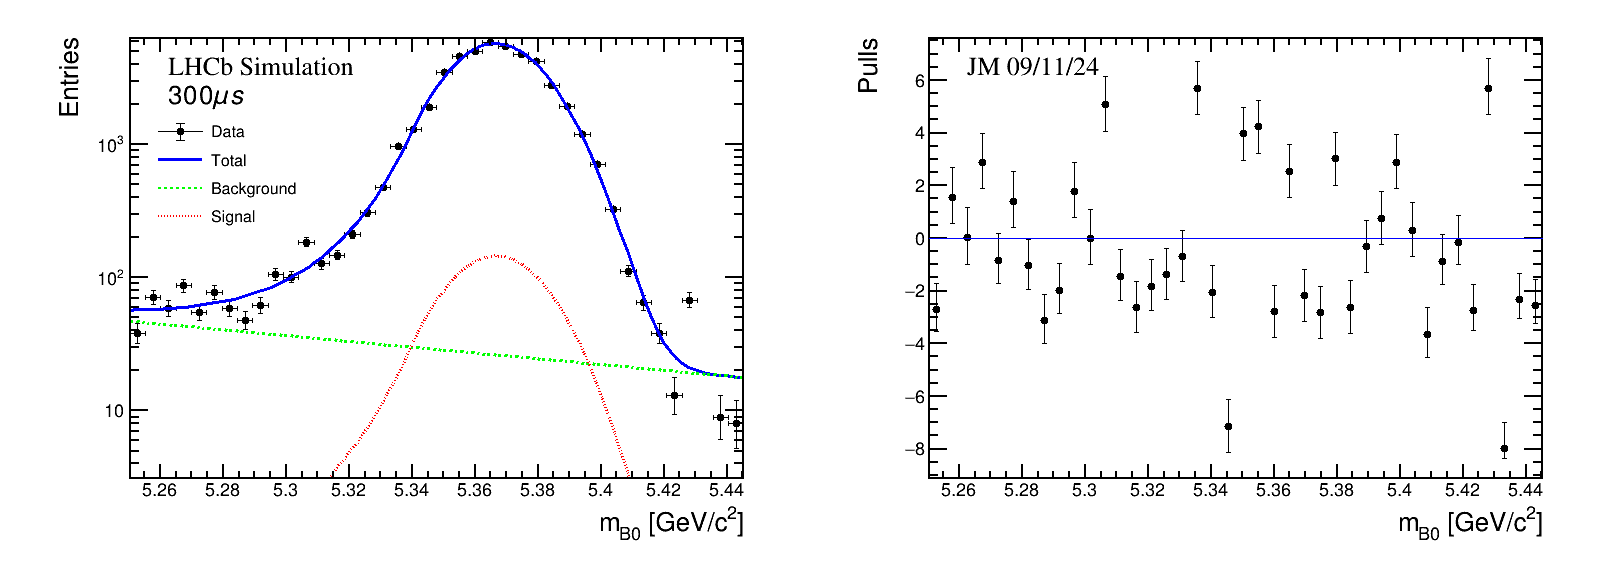 Entries
LHCb Simulation
300μs
Data
Total
Background
Signal
10³
10²
10
5.26 5.28 5.3 5.32 5.34 5.36 5.38 5.4 5.42 5.44
m_B0 [GeV/c²]
Pulls
JM 09/11/24
6
4
2
0
−2
−4
−6
−8
5.26 5.28 5.3 5.32 5.34 5.36 5.38 5.4 5.42 5.44
m_B0 [GeV/c²]